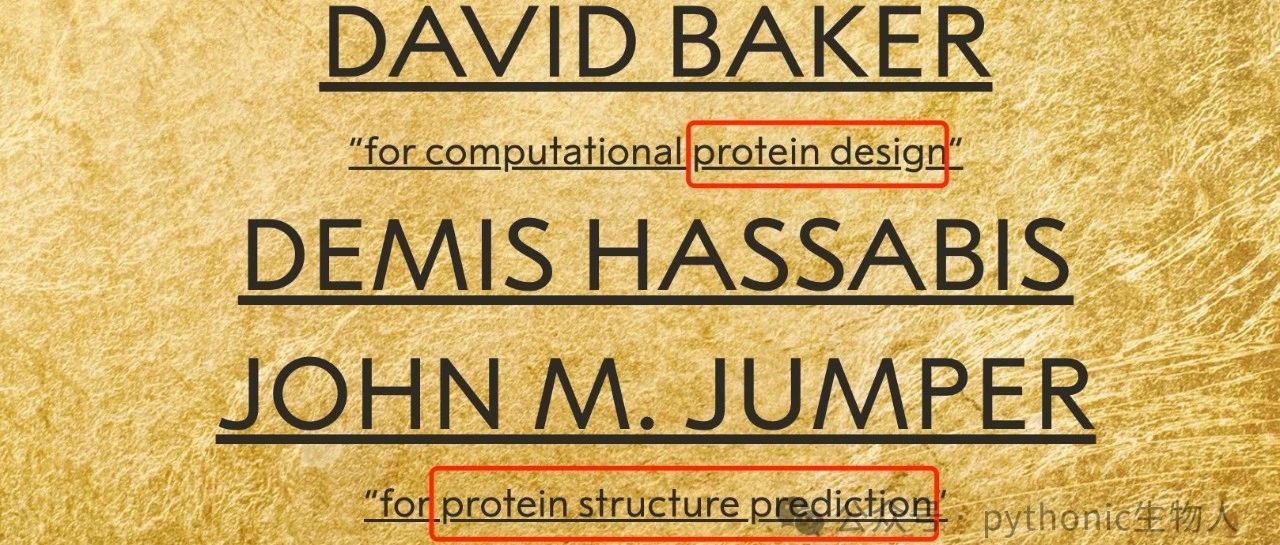 DAVID BAKER
“for computational protein design”
DEMIS HASSABIS
JOHN M. JUMPER
“for protein structure prediction”
公众号 · pythonic生物人